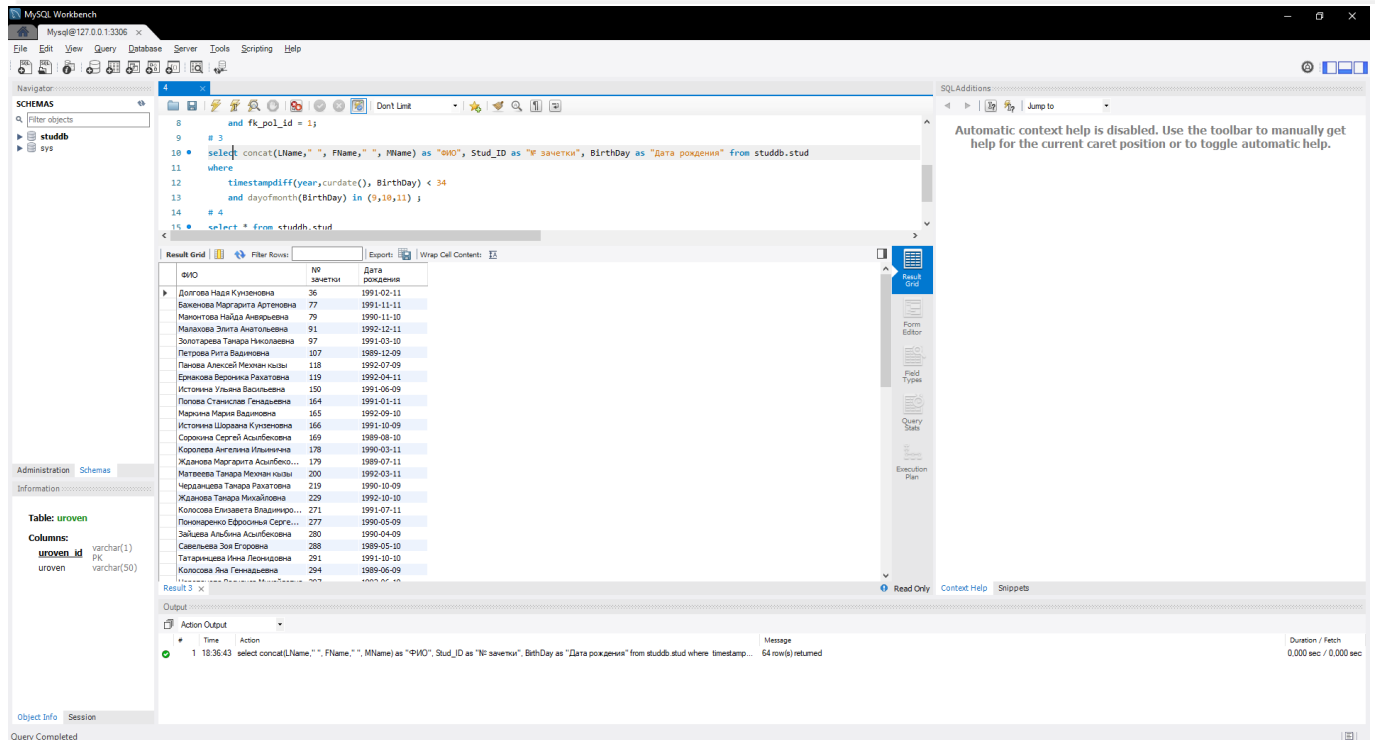 MySQL Workbench
Mysql@127.0.0.1:3306
File Edit View Query Database Server Tools Scripting Help
Navigator
SCHEMAS
Filter objects
studdb
sys
Administration Schemas
Information
Table: uroven
Columns:
uroven_id varchar(1) PK
uroven varchar(50)
Object Info Session
Query Completed
4
Don't Limit
8 and fk_pol_id = 1;
9 # 3
10 select concat(LName," ", FName," ", MName) as "ФИО", Stud_ID as "№ зачетки", BirthDay as "Дата рождения" from studdb.stud
11 where
12 timestampdiff(year,curdate(), BirthDay) < 34
13 and dayofmonth(BirthDay) in (9,10,11) ;
14 # 4
15 select * from studdb.stud
Result Grid Filter Rows: Export: Wrap Cell Content:
ФИО № зачетки Дата рождения
Долгова Надя Кунзеновна 36 1991-02-11
Баженова Маргарита Артемовна 77 1991-11-11
Мамонтова Найда Анвярьевна 79 1990-11-10
Малахова Элита Анатольевна 91 1992-12-11
Золотарева Тамара Николаевна 97 1991-03-10
Петрова Рита Вадимовна 107 1989-12-09
Панова Алексей Мехман кызы 118 1992-07-09
Ермакова Вероника Рахатовна 119 1992-04-11
Истомина Ульяна Васильевна 150 1991-06-09
Попова Станислав Генадьевна 164 1991-01-11
Маркина Мария Вадимовна 165 1992-09-10
Истомина Шораана Кунзеновна 166 1991-10-09
Сорокина Сергей Асылбековна 169 1989-08-10
Королева Ангелина Ильинична 178 1990-03-11
Жданова Маргарита Асылбеко... 179 1989-07-11
Матвеева Тамара Мехман кызы 200 1992-03-11
Черданцева Тамара Рахатовна 219 1990-10-09
Жданова Тамара Михайловна 229 1992-10-10
Колосова Елизавета Владимиро... 271 1991-07-11
Пономаренко Ефросинья Серге... 277 1990-05-09
Зайцева Альбина Асылбековна 280 1990-04-09
Савельева Зоя Егоровна 288 1989-05-10
Татаринцева Инна Леонидовна 291 1991-10-10
Колосова Яна Геннадьевна 294 1989-06-09
Result Grid
Form Editor
Field Types
Query Stats
Execution Plan
Result 3
Read Only
SQLAdditions
Jump to
Automatic context help is disabled. Use the toolbar to manually get
help for the current caret position or to toggle automatic help.
Context Help Snippets
Output
Action Output
# Time Action Message Duration / Fetch
1 18:36:43 select concat(LName," ", FName," ", MName) as "ФИО", Stud_ID as "№ зачетки", BirthDay as "Дата рождения" from studdb.stud where timestamp... 64 row(s) returned 0,000 sec / 0,000 sec